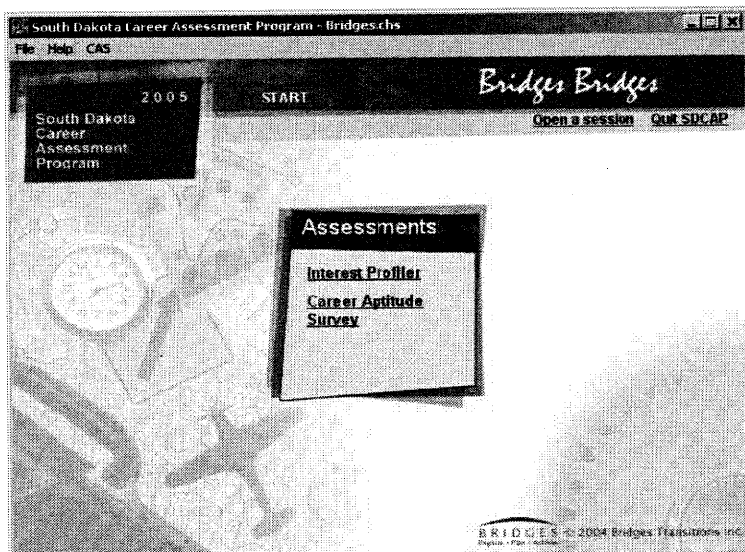 South Dakota Career Assessment Program - Bridges.chs
File Help CAS
2005
South Dakota
Career
Assessment
Program
START
Bridges Bridges
Open a session Quit SDCAP
Assessments
Interest Profiler
Career Aptitude
Survey
BRIDGES © 2004 Bridges Transitions Inc.